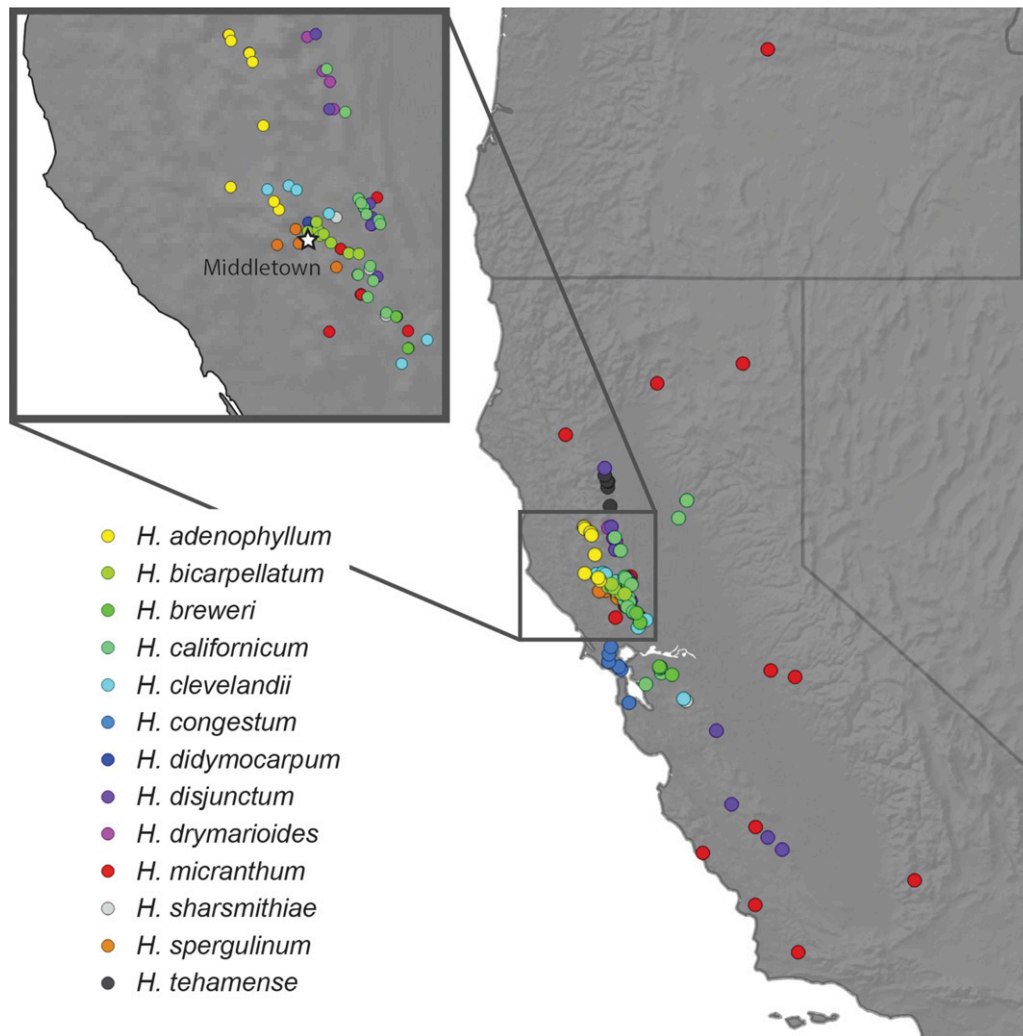 Middletown
H. adenophyllum
H. bicarpellatum
H. breweri
H. californicum
H. clevelandii
H. congestum
H. didymocarpum
H. disjunctum
H. drymarioides
H. micranthum
H. sharsmithiae
H. spergulinum
H. tehamense